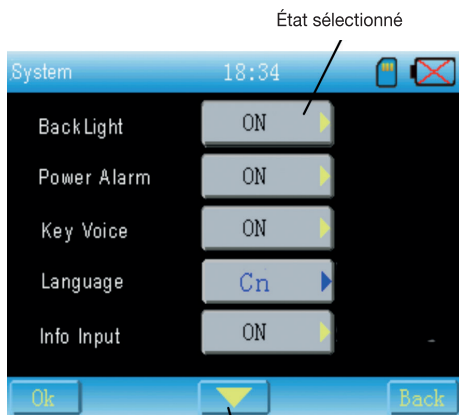 État sélectionné
System 18:34
BackLight ON
Power Alarm ON
Key Voice ON
Language Cn
Info Input ON
Ok Back